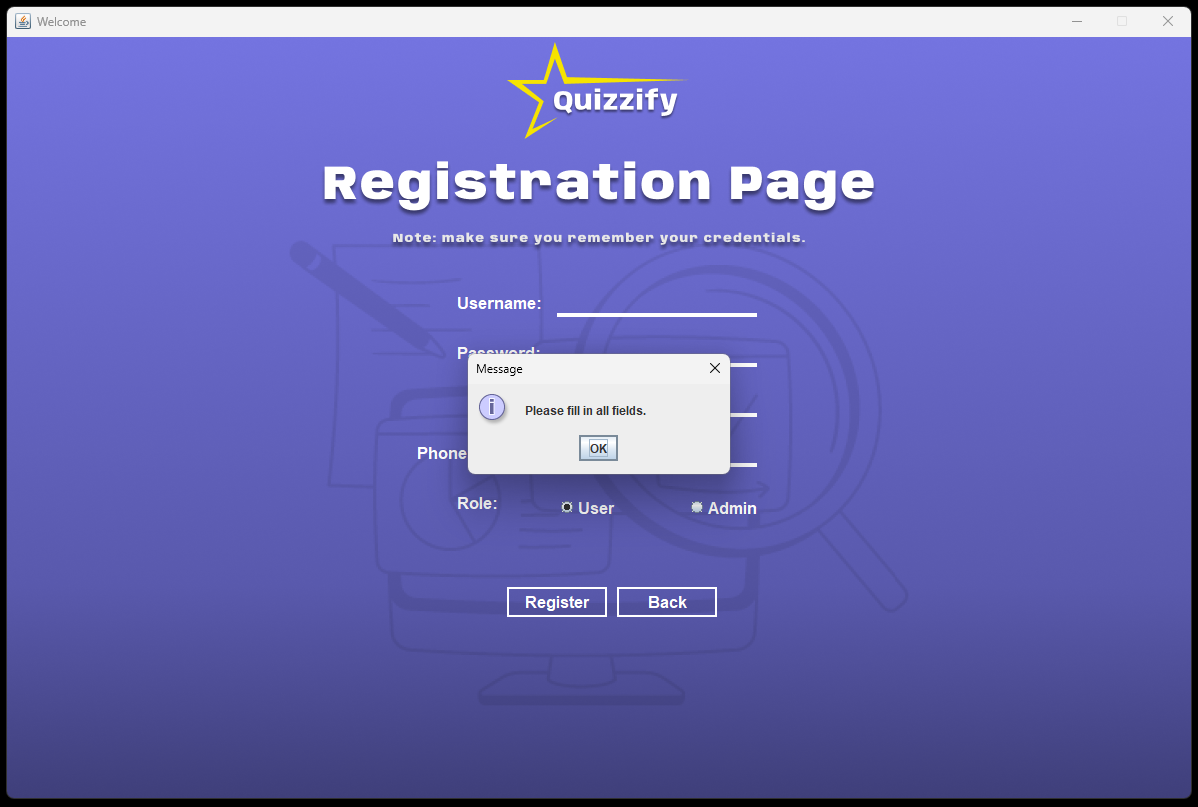 Welcome
Quizzify
Registration Page
Note: make sure you remember your credentials.
Username:
Password:
Message
Please fill in all fields.
OK
Phone
Role:
User
Admin
Register
Back